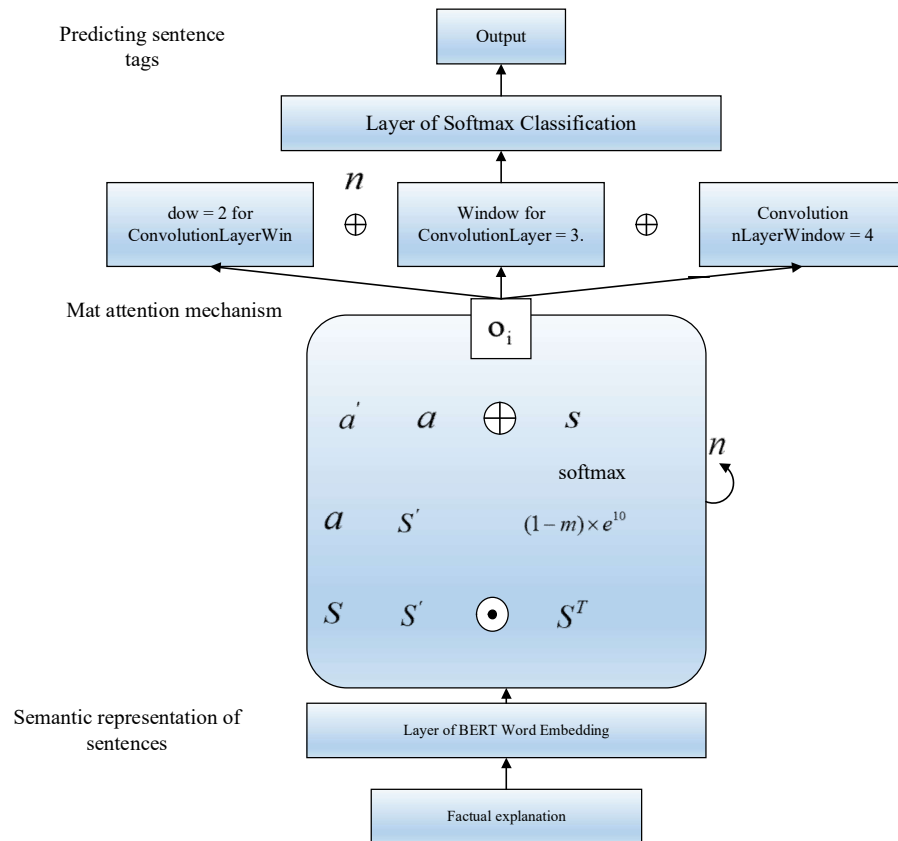 Predicting sentence
tags
Output
Layer of Softmax Classification
n
dow = 2 for
ConvolutionLayerWin
⊕
Window for
ConvolutionLayer = 3.
⊕
Convolution
nLayerWindow = 4
Mat attention mechanism
o_i
a' a ⊕ s
n
softmax
a S' (1 − m) × e^10
S S' ⊙ S^T
Semantic representation of
sentences
Layer of BERT Word Embedding
Factual explanation